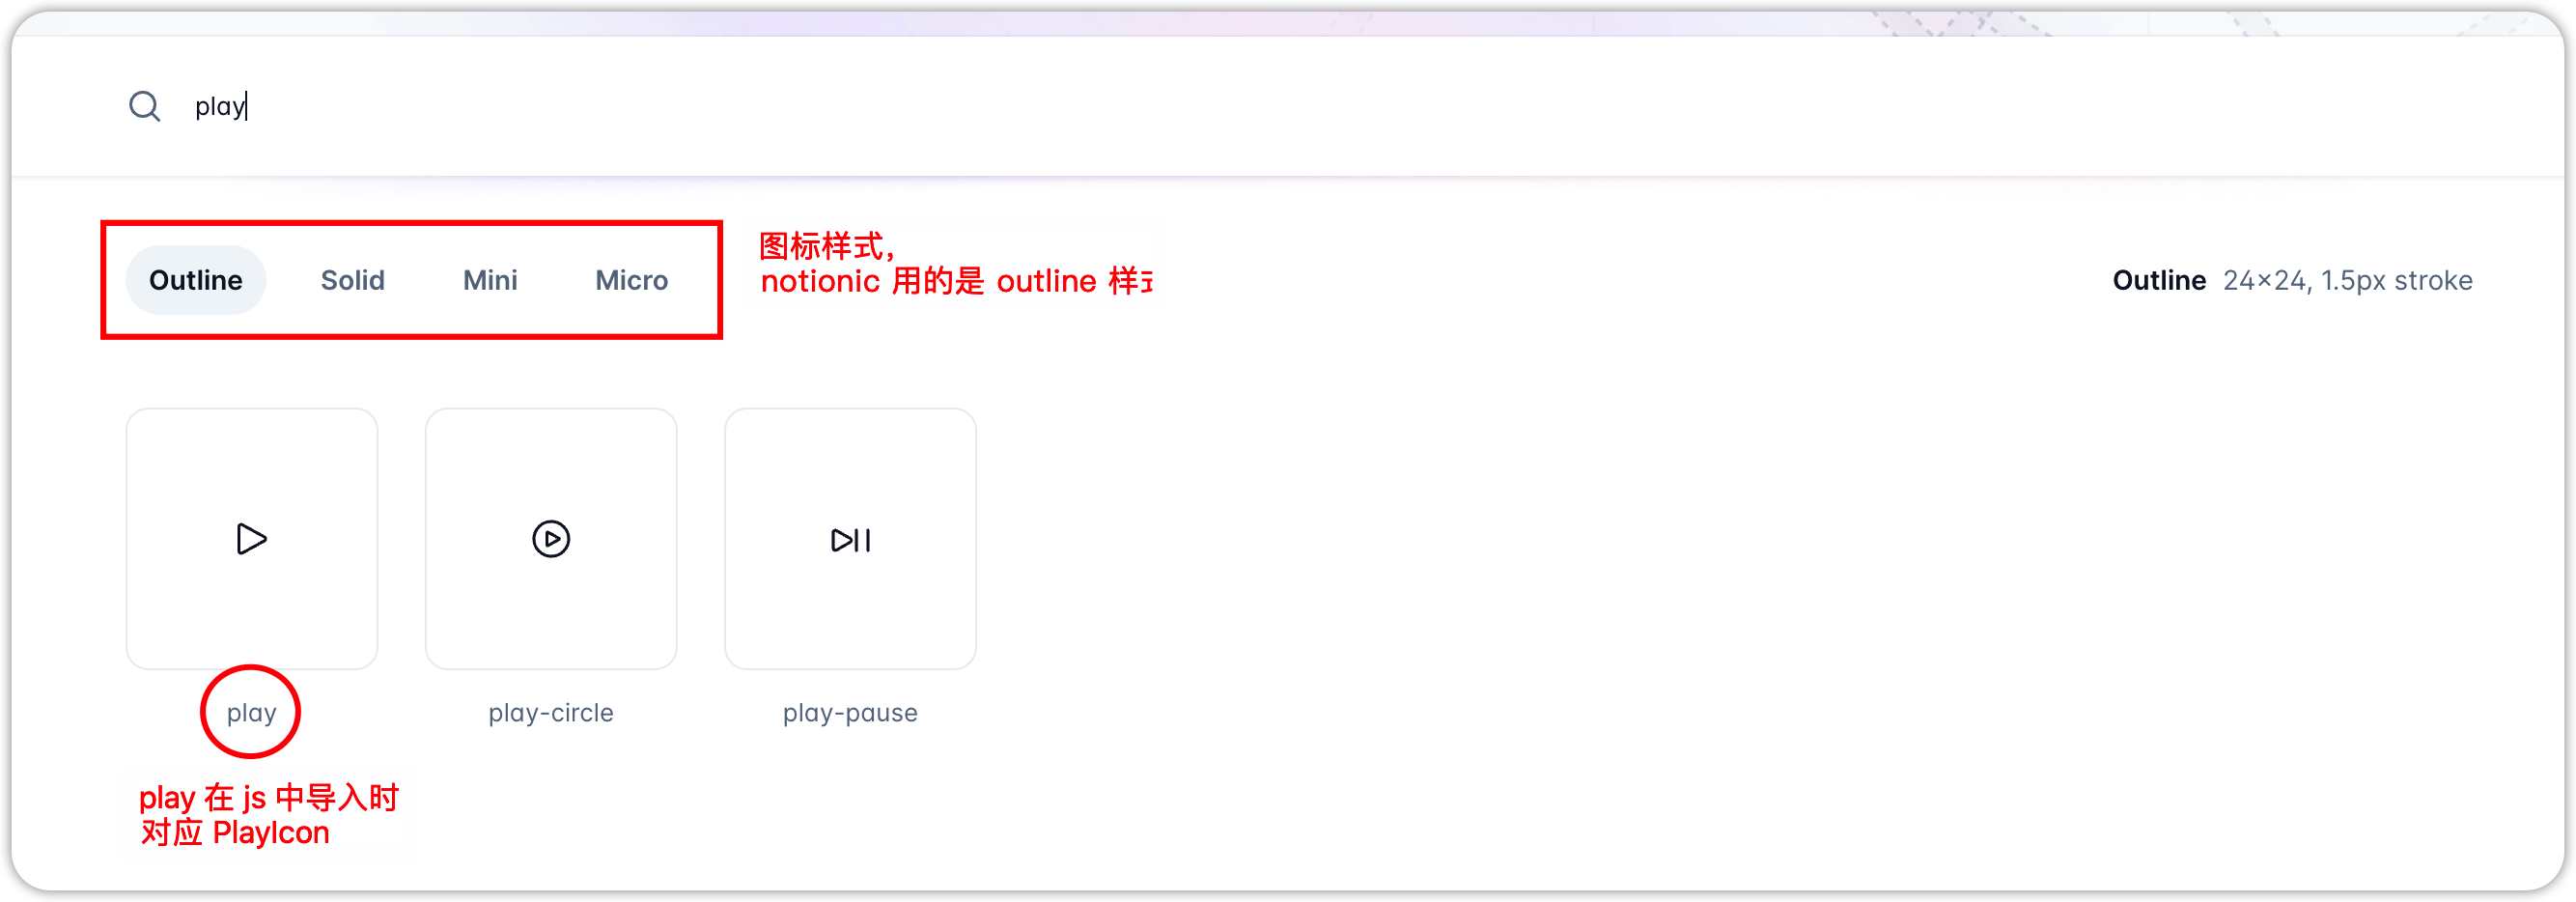 play
Outline Solid Mini Micro
图标样式，
notionic 用的是 outline 样
Outline 24×24, 1.5px stroke
play play-circle play-pause
play 在 js 中导入时
对应 PlayIcon